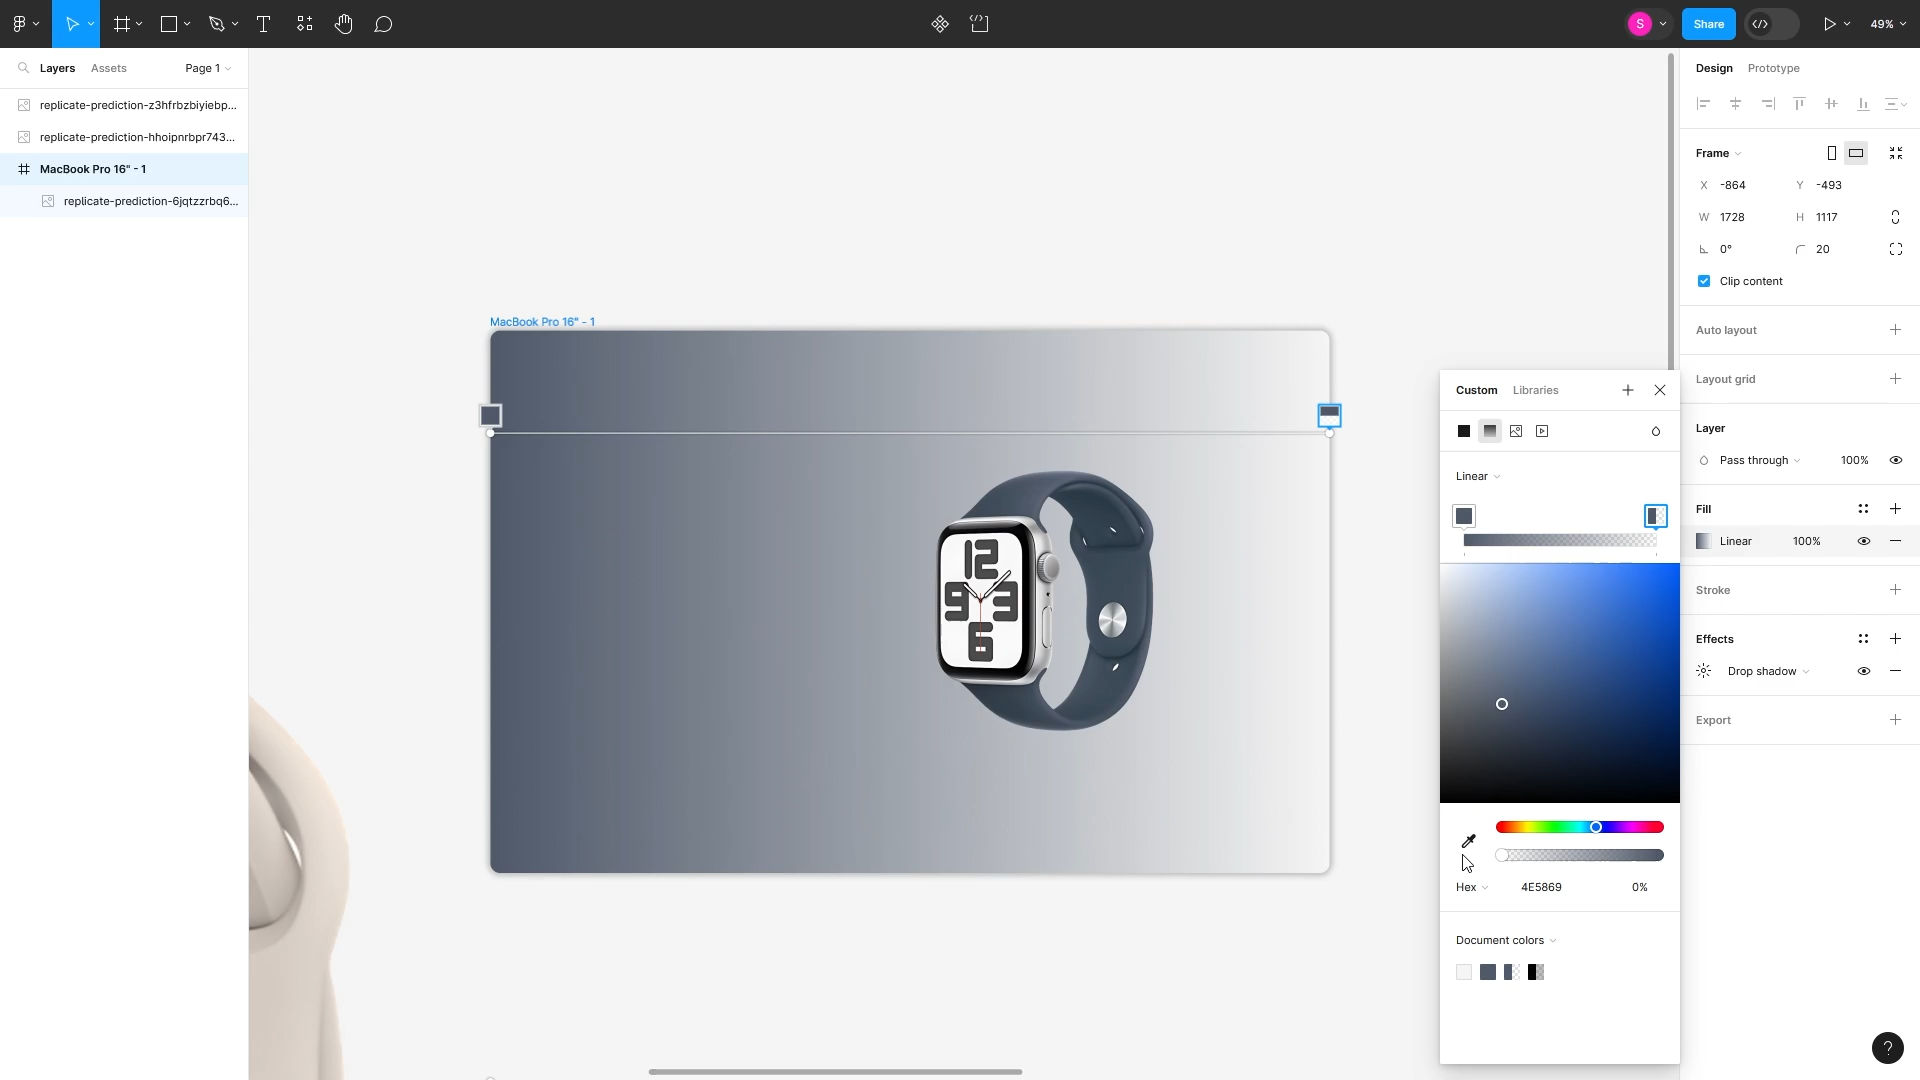 S
Share
49%
Layers
Assets
Page 1
replicate-prediction-z3hfrbzbiyiebp...
replicate-prediction-hhoipnrbpr743...
MacBook Pro 16" - 1
replicate-prediction-6jqtzzrbq6...
MacBook Pro 16" - 1
12
9
3
6
Custom
Libraries
Linear
Hex
4E5869
0%
Document colors
Design
Prototype
Frame
X
-864
Y
-493
W
1728
H
1117
0°
20
Clip content
Auto layout
Layout grid
Layer
Pass through
100%
Fill
Linear
100%
Stroke
Effects
Drop shadow
Export
?